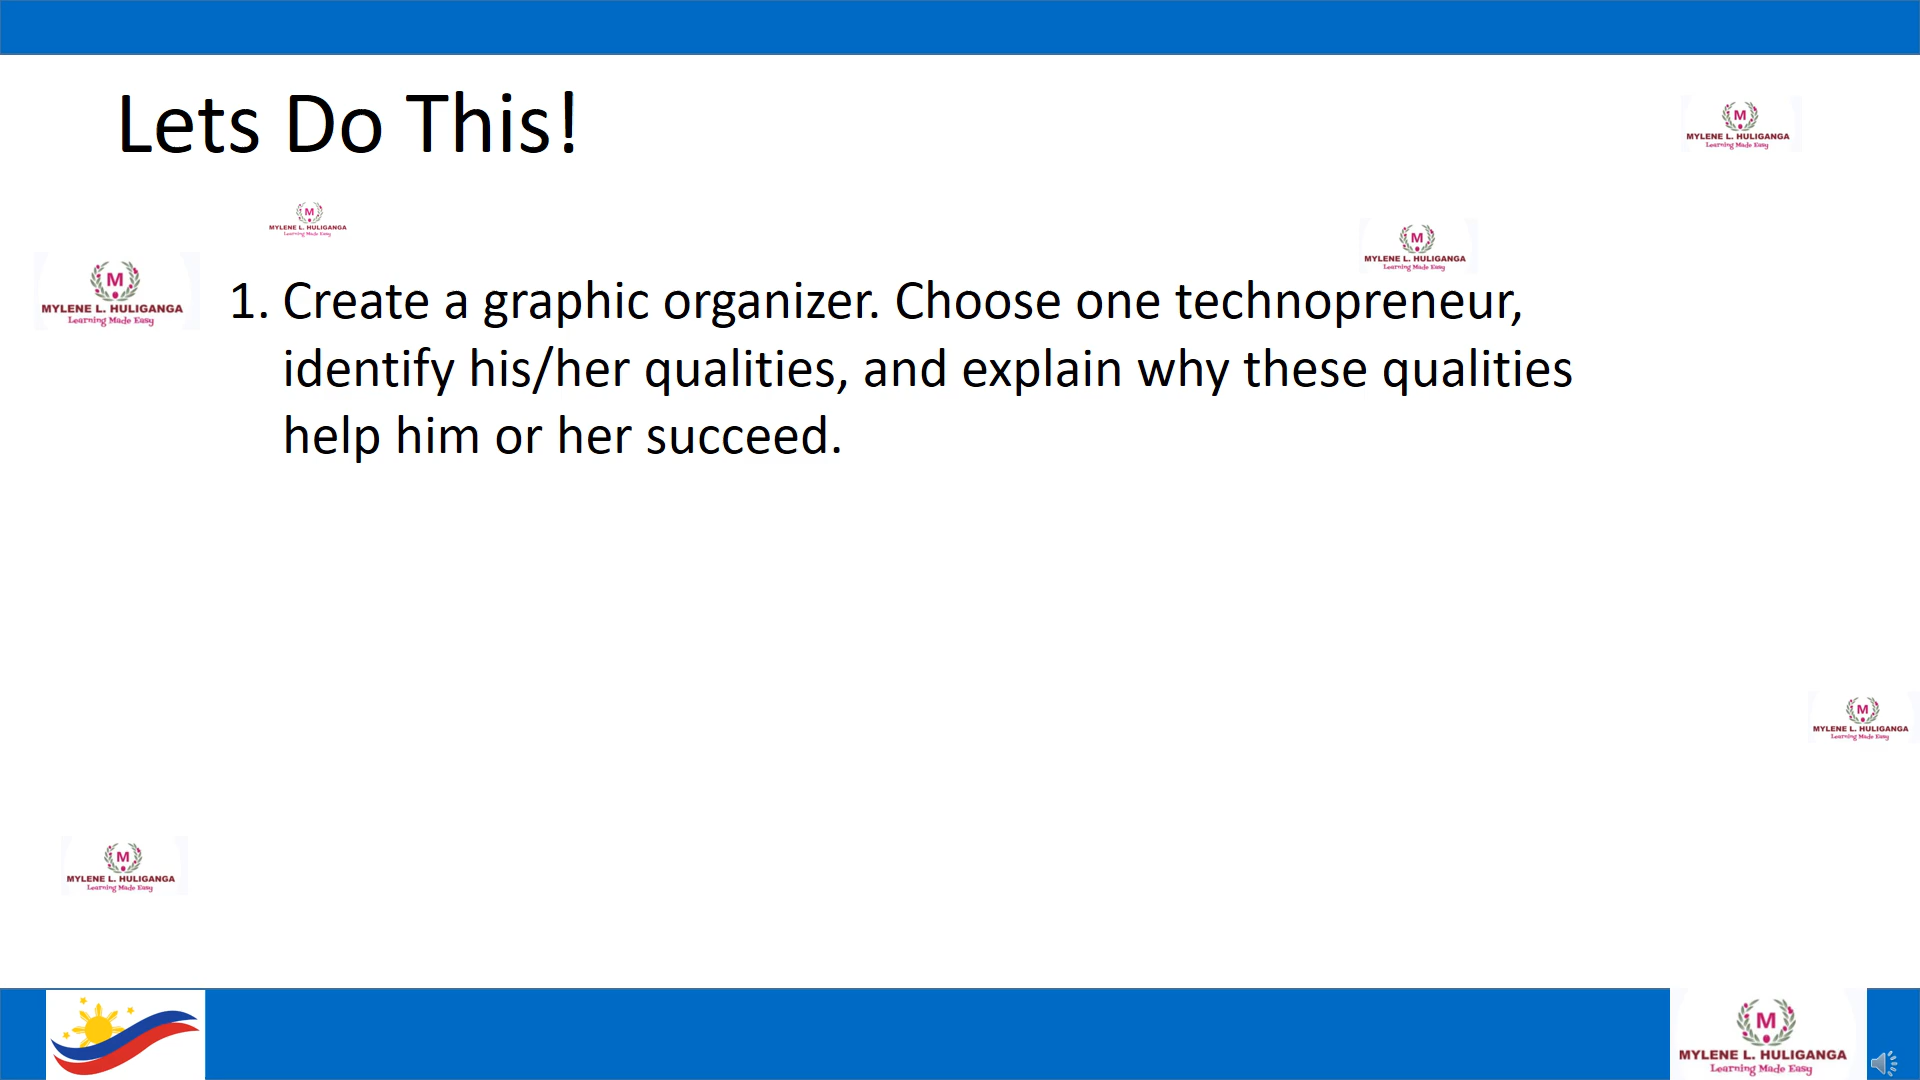 Lets Do This!
M
MYLENE L. HULIGANGA
Learning Made Easy
M
MYLENE L. HULIGANGA
Learning Made Easy
M
MYLENE L. HULIGANGA
Learning Made Easy
M
MYLENE L. HULIGANGA
Learning Made Easy
1. Create a graphic organizer. Choose one technopreneur,
identify his/her qualities, and explain why these qualities
help him or her succeed.
M
MYLENE L. HULIGANGA
Learning Made Easy
M
MYLENE L. HULIGANGA
Learning Made Easy
M
MYLENE L. HULIGANGA
Learning Made Easy